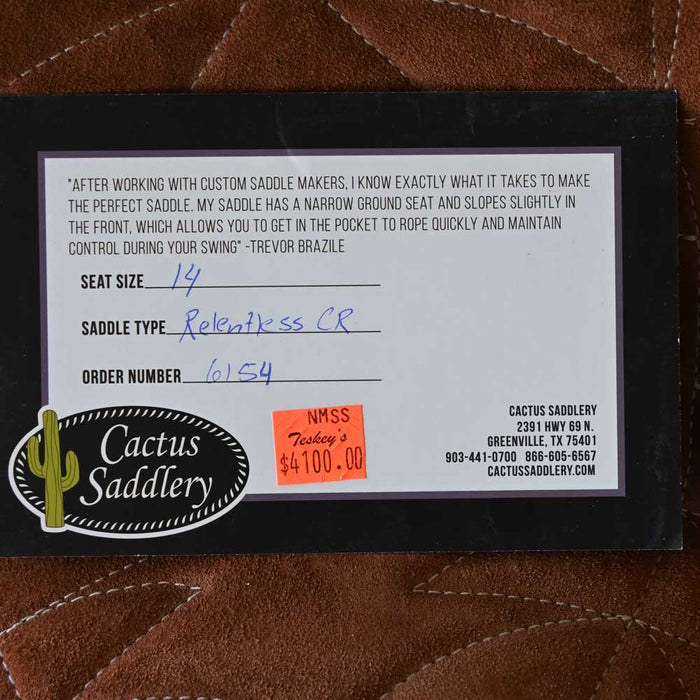 "AFTER WORKING WITH CUSTOM SADDLE MAKERS, I KNOW EXACTLY WHAT IT TAKES TO MAKE
THE PERFECT SADDLE. MY SADDLE HAS A NARROW GROUND SEAT AND SLOPES SLIGHTLY IN
THE FRONT, WHICH ALLOWS YOU TO GET IN THE POCKET TO ROPE QUICKLY AND MAINTAIN
CONTROL DURING YOUR SWING" -TREVOR BRAZILE
SEAT SIZE 14
SADDLE TYPE Relentless CR
ORDER NUMBER 6154
Cactus
Saddlery
NMSS
Teskey's
$4100.00
CACTUS SADDLERY
2391 HWY 69 N.
GREENVILLE, TX 75401
903-441-0700 866-605-6567
CACTUSSADDLERY.COM